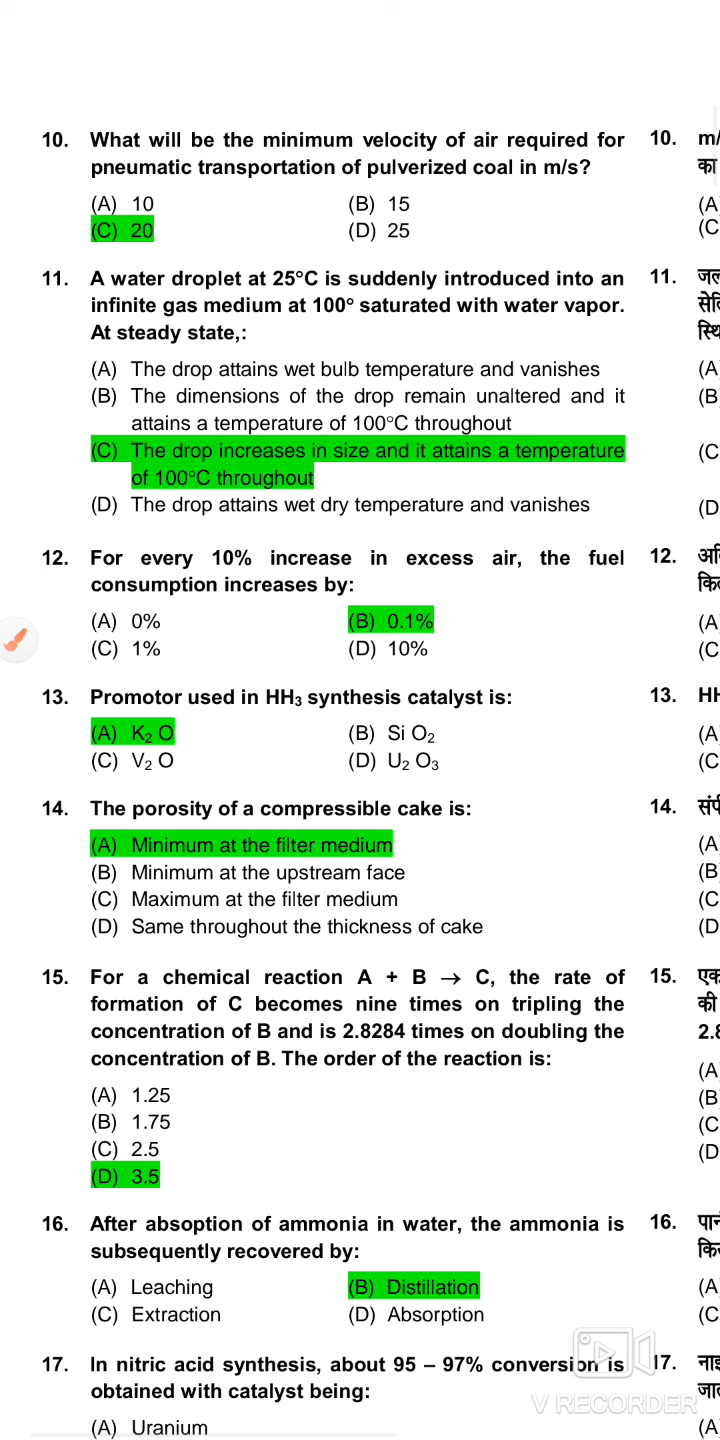 10. What will be the minimum velocity of air required for
pneumatic transportation of pulverized coal in m/s?
(A) 10 (B) 15
(C) 20 (D) 25
11. A water droplet at 25°C is suddenly introduced into an
infinite gas medium at 100° saturated with water vapor.
At steady state,:
(A) The drop attains wet bulb temperature and vanishes
(B) The dimensions of the drop remain unaltered and it
attains a temperature of 100°C throughout
(C) The drop increases in size and it attains a temperature
of 100°C throughout
(D) The drop attains wet dry temperature and vanishes
12. For every 10% increase in excess air, the fuel
consumption increases by:
(A) 0% (B) 0.1%
(C) 1% (D) 10%
13. Promotor used in HH₃ synthesis catalyst is:
(A) K₂ O (B) Si O₂
(C) V₂ O (D) U₂ O₃
14. The porosity of a compressible cake is:
(A) Minimum at the filter medium
(B) Minimum at the upstream face
(C) Maximum at the filter medium
(D) Same throughout the thickness of cake
15. For a chemical reaction A + B → C, the rate of
formation of C becomes nine times on tripling the
concentration of B and is 2.8284 times on doubling the
concentration of B. The order of the reaction is:
(A) 1.25
(B) 1.75
(C) 2.5
(D) 3.5
16. After absoption of ammonia in water, the ammonia is
subsequently recovered by:
(A) Leaching (B) Distillation
(C) Extraction (D) Absorption
17. In nitric acid synthesis, about 95 – 97% conversion is
obtained with catalyst being:
(A) Uranium
10. m/
का
(A
(C
11.
(A
(B
(C
(D
12.
(A
(C
13. HH
(A
(C
14.
(A
(B
(C
(D
15. एक
की
2.8
(A
(B
(C
(D
16.
(A
(C
17.
(A
V RECORDER